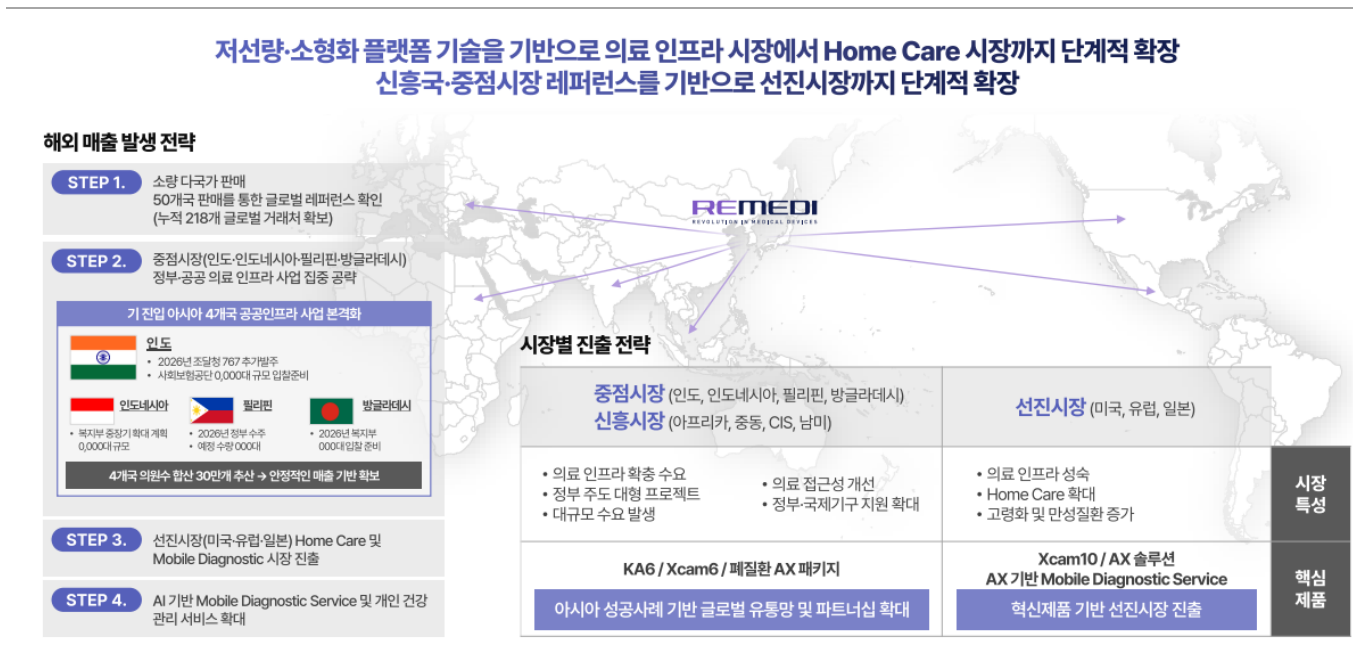 저선량·소형화 플랫폼 기술을 기반으로 의료 인프라 시장에서 Home Care 시장까지 단계적 확장
신흥국·중점시장 레퍼런스를 기반으로 선진시장까지 단계적 확장
해외 매출 발생 전략
STEP 1.
소량 다국가 판매
50개국 판매를 통한 글로벌 레퍼런스 확인
(누적 218개 글로벌 거래처 확보)
STEP 2.
중점시장(인도·인도네시아·필리핀·방글라데시)
정부·공공 의료 인프라 사업 집중 공략
기 진입 아시아 4개국 공공인프라 사업 본격화
인도
• 2026년 조달청 767 추가발주
• 사회보험공단 0,000대 규모 입찰준비
인도네시아
• 복지부 중장기 확대 계획
0,000대 규모
필리핀
• 2026년 정부 수주
• 예정 수량 000대
방글라데시
• 2026년 복지부
000대 입찰 준비
4개국 의원수 합산 30만개 추산 → 안정적인 매출 기반 확보
STEP 3.
선진시장(미국·유럽·일본) Home Care 및
Mobile Diagnostic 시장 진출
STEP 4.
AI 기반 Mobile Diagnostic Service 및 개인 건강
관리 서비스 확대
REMEDI
REVOLUTION IN MEDICAL DEVICES
시장별 진출 전략
중점시장 (인도, 인도네시아, 필리핀, 방글라데시)
신흥시장 (아프리카, 중동, CIS, 남미)
선진시장 (미국, 유럽, 일본)
• 의료 인프라 확충 수요
• 정부 주도 대형 프로젝트
• 대규모 수요 발생
• 의료 접근성 개선
• 정부·국제기구 지원 확대
• 의료 인프라 성숙
• Home Care 확대
• 고령화 및 만성질환 증가
시장
특성
KA6 / Xcam6 / 폐질환 AX 패키지
아시아 성공사례 기반 글로벌 유통망 및 파트너십 확대
Xcam10 / AX 솔루션
AX 기반 Mobile Diagnostic Service
혁신제품 기반 선진시장 진출
핵심
제품